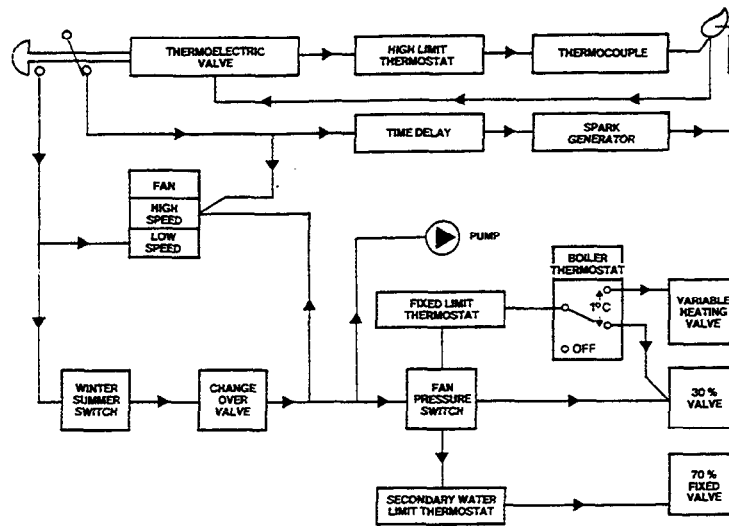 THERMOELECTRIC
VALVE
HIGH LIMIT
THERMOSTAT
THERMOCOUPLE
TIME DELAY
SPARK
GENERATOR
FAN
HIGH
SPEED
LOW
SPEED
PUMP
BOILER
THERMOSTAT
FIXED LIMIT
THERMOSTAT
°C
OFF
VARIABLE
HEATING
VALVE
WINTER
SUMMER
SWITCH
CHANGE
OVER
VALVE
FAN
PRESSURE
SWITCH
30 %
VALVE
SECONDARY WATER
LIMIT THERMOSTAT
70 %
FIXED
VALVE